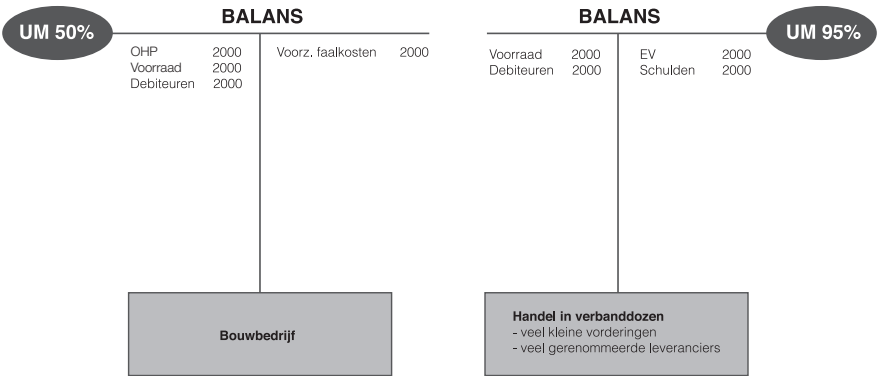 UM 50%
BALANS
OHP 2000 Voorz. faalkosten 2000
Voorraad 2000
Debiteuren 2000
Bouwbedrijf
BALANS
UM 95%
Voorraad 2000 EV 2000
Debiteuren 2000 Schulden 2000
Handel in verbanddozen
- veel kleine vorderingen
- veel gerenommeerde leveranciers